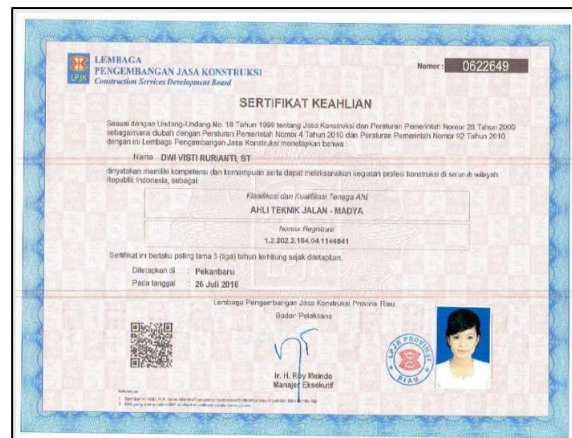 LPJK
LEMBAGA
PENGEMBANGAN JASA KONSTRUKSI
Construction Services Development Board
Nomor : 0622649
SERTIFIKAT KEAHLIAN
Sesuai dengan Undang-Undang No. 18 Tahun 1999 tentang Jasa Konstruksi dan Peraturan Pemerintah Nomor 28 Tahun 2000
sebagaimana diubah dengan Peraturan Pemerintah Nomor 4 Tahun 2010 dan Peraturan Pemerintah Nomor 92 Tahun 2010
dengan ini Lembaga Pengembangan Jasa Konstruksi menetapkan bahwa :
Nama : DWI VISTI RURIANTI, ST
dinyatakan memiliki kompetensi dan kemampuan serta dapat melaksanakan kegiatan profesi konstruksi di seluruh wilayah
Republik Indonesia, sebagai:
Klasifikasi dan Kualifikasi Tenaga Ahli
AHLI TEKNIK JALAN - MADYA
Nomor Registrasi
1.2.202.2.164.04.1144841
Sertifikat ini berlaku paling lama 3 (tiga) tahun terhitung sejak ditetapkan.
Ditetapkan di : Pekanbaru
Pada tanggal : 26 Juli 2016
Lembaga Pengembangan Jasa Konstruksi Provinsi Riau
Badan Pelaksana
LPJK PROVINSI
RIAU
Ir. H. Roy Meindo
Manajer Eksekutif